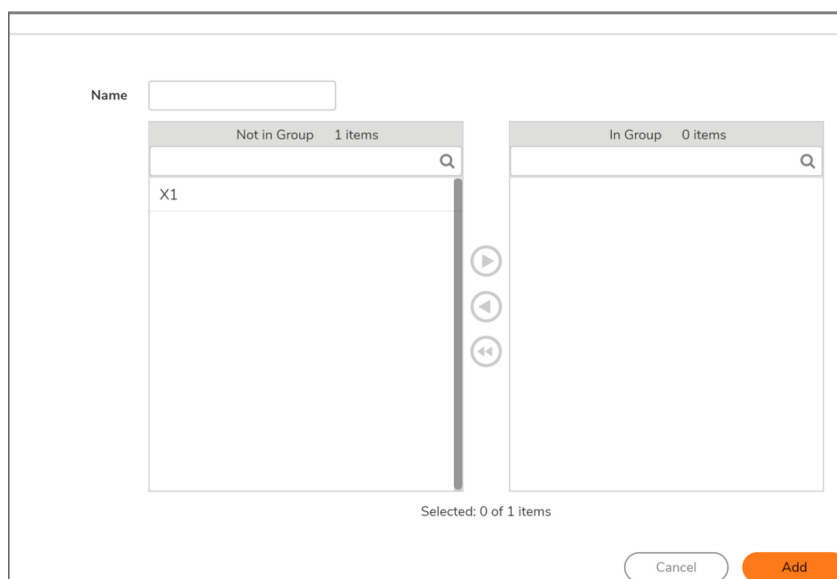 Name
Not in Group 1 items
In Group 0 items
X1
Selected: 0 of 1 items
Cancel
Add